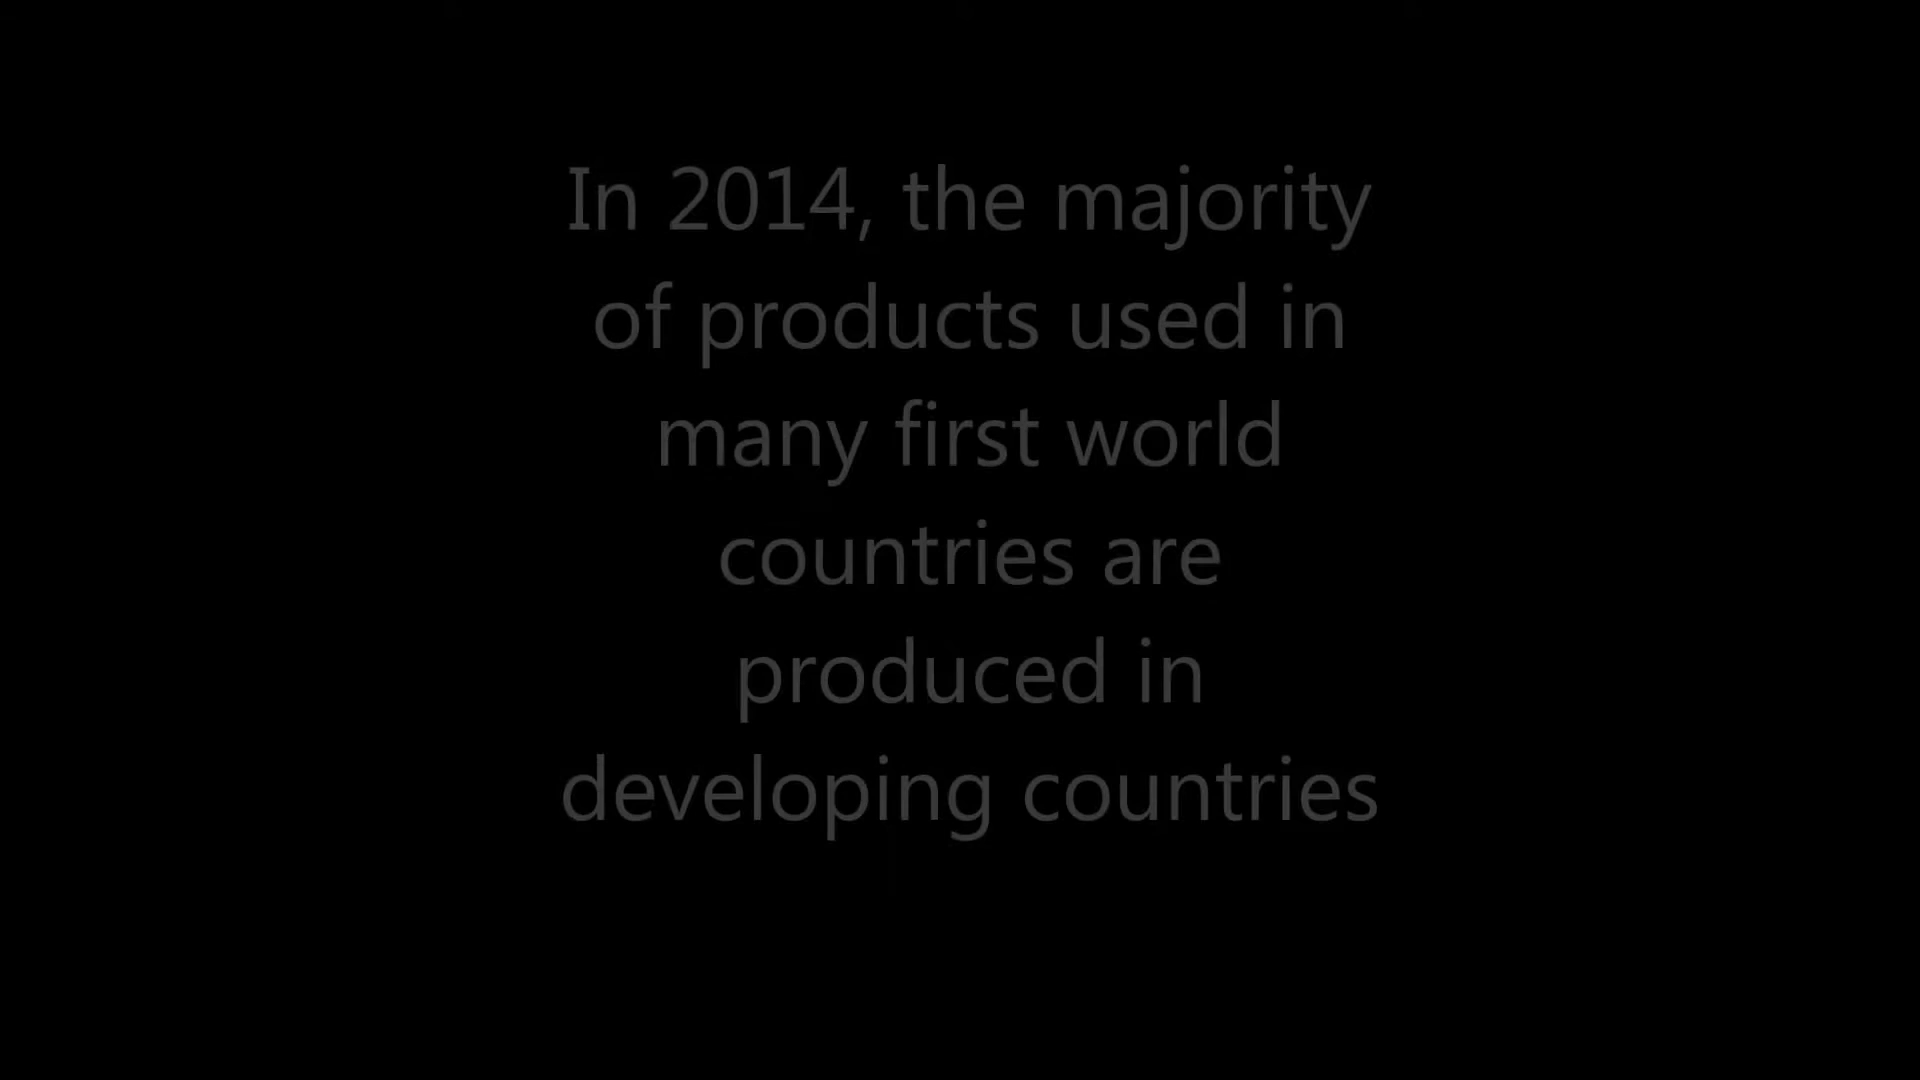 In 2014, the majority
of products used in
many first world
countries are
produced in
developing countries